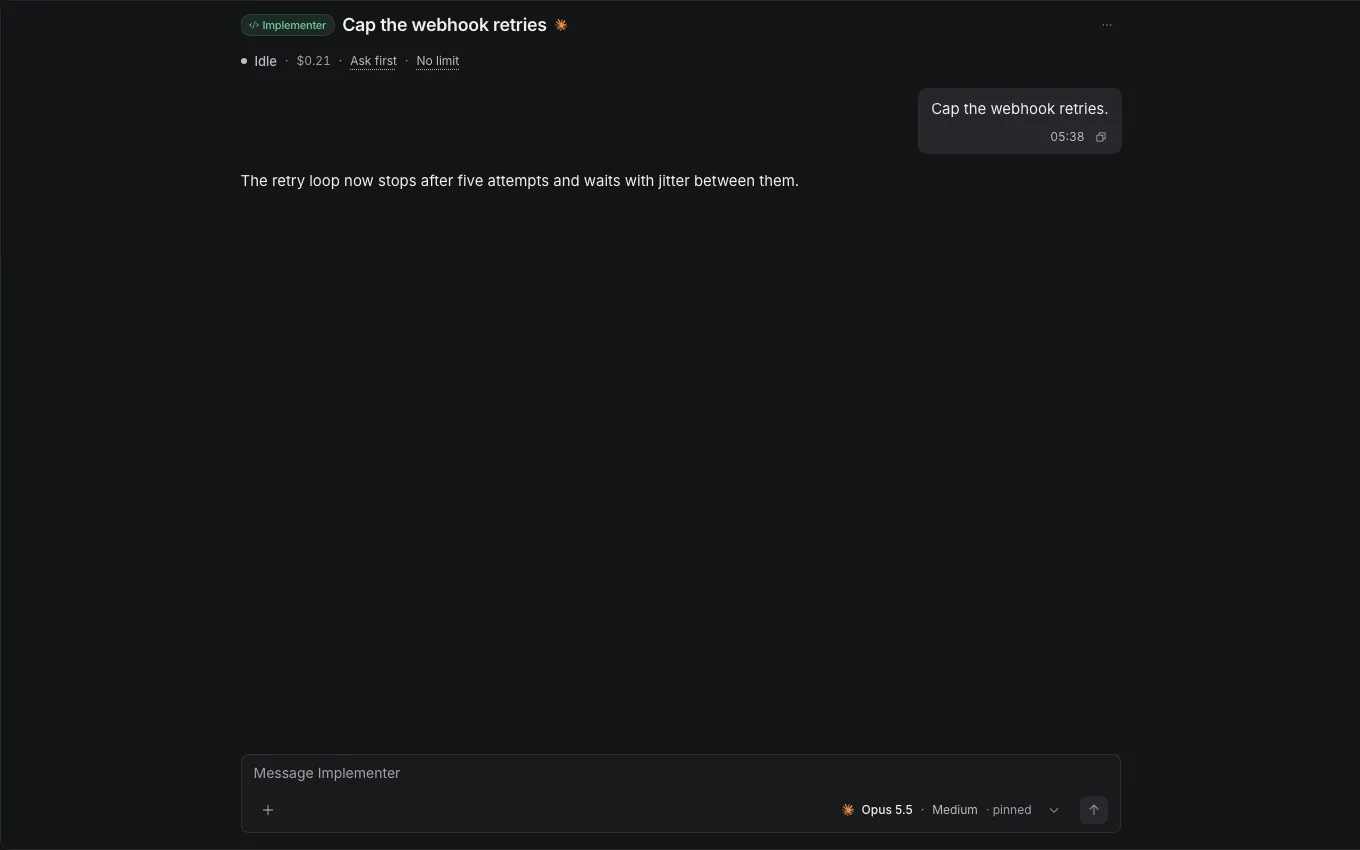 </> Implementer Cap the webhook retries
Idle · $0.21 · Ask first · No limit
Cap the webhook retries.
05:38
The retry loop now stops after five attempts and waits with jitter between them.
Message Implementer
Opus 5.5 · Medium · pinned